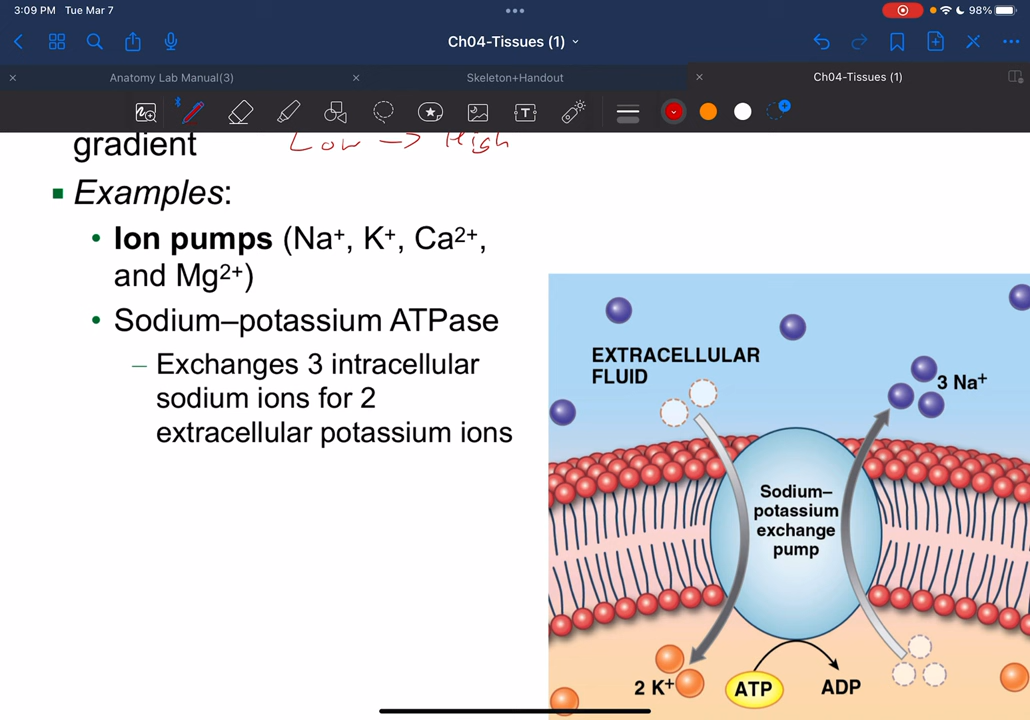 3:09 PM Tue Mar 7
98%
Ch04-Tissues (1)
Anatomy Lab Manual(3)
Skeleton+Handout
Ch04-Tissues (1)
gradient
Low → High
Examples:
Ion pumps (Na⁺, K⁺, Ca²⁺,
and Mg²⁺)
Sodium–potassium ATPase
– Exchanges 3 intracellular
sodium ions for 2
extracellular potassium ions
EXTRACELLULAR
FLUID
3 Na⁺
Sodium–
potassium
exchange
pump
2 K⁺
ATP
ADP